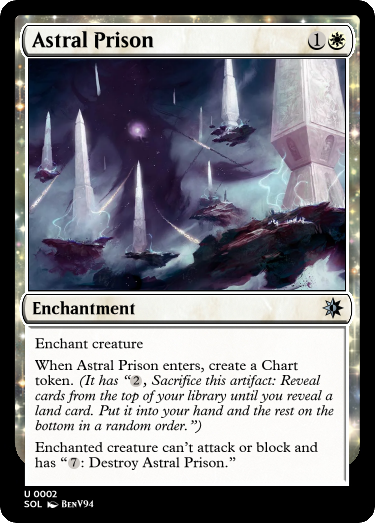 Astral Prison 1
Enchantment
Enchant creature
When Astral Prison enters, create a Chart
token. (It has “2, Sacrifice this artifact: Reveal
cards from the top of your library until you reveal a
land card. Put it into your hand and the rest on the
bottom in a random order.”)
Enchanted creature can’t attack or block and
has “7: Destroy Astral Prison.”
U 0002
SOL BenV94